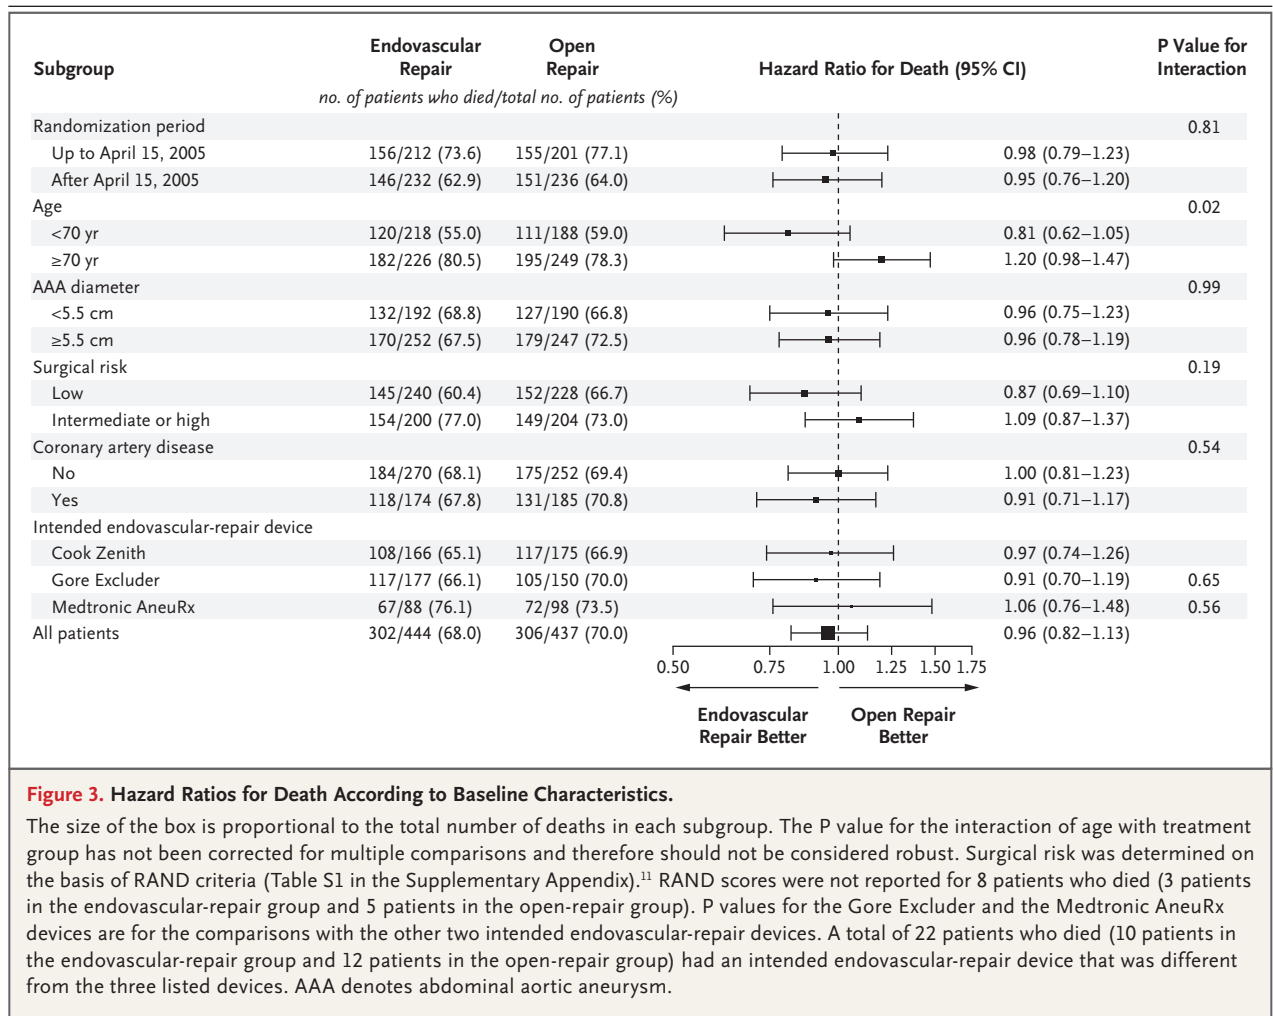 Subgroup Endovascular Repair Open Repair Hazard Ratio for Death (95% CI) P Value for Interaction
no. of patients who died/total no. of patients (%)
Randomization period 0.81
Up to April 15, 2005 156/212 (73.6) 155/201 (77.1) 0.98 (0.79–1.23)
After April 15, 2005 146/232 (62.9) 151/236 (64.0) 0.95 (0.76–1.20)
Age 0.02
<70 yr 120/218 (55.0) 111/188 (59.0) 0.81 (0.62–1.05)
≥70 yr 182/226 (80.5) 195/249 (78.3) 1.20 (0.98–1.47)
AAA diameter 0.99
<5.5 cm 132/192 (68.8) 127/190 (66.8) 0.96 (0.75–1.23)
≥5.5 cm 170/252 (67.5) 179/247 (72.5) 0.96 (0.78–1.19)
Surgical risk 0.19
Low 145/240 (60.4) 152/228 (66.7) 0.87 (0.69–1.10)
Intermediate or high 154/200 (77.0) 149/204 (73.0) 1.09 (0.87–1.37)
Coronary artery disease 0.54
No 184/270 (68.1) 175/252 (69.4) 1.00 (0.81–1.23)
Yes 118/174 (67.8) 131/185 (70.8) 0.91 (0.71–1.17)
Intended endovascular-repair device
Cook Zenith 108/166 (65.1) 117/175 (66.9) 0.97 (0.74–1.26)
Gore Excluder 117/177 (66.1) 105/150 (70.0) 0.91 (0.70–1.19) 0.65
Medtronic AneuRx 67/88 (76.1) 72/98 (73.5) 1.06 (0.76–1.48) 0.56
All patients 302/444 (68.0) 306/437 (70.0) 0.96 (0.82–1.13)
0.50 0.75 1.00 1.25 1.50 1.75
Endovascular Repair Better Open Repair Better
Figure 3. Hazard Ratios for Death According to Baseline Characteristics.
The size of the box is proportional to the total number of deaths in each subgroup. The P value for the interaction of age with treatment
group has not been corrected for multiple comparisons and therefore should not be considered robust. Surgical risk was determined on
the basis of RAND criteria (Table S1 in the Supplementary Appendix).11 RAND scores were not reported for 8 patients who died (3 patients
in the endovascular-repair group and 5 patients in the open-repair group). P values for the Gore Excluder and the Medtronic AneuRx
devices are for the comparisons with the other two intended endovascular-repair devices. A total of 22 patients who died (10 patients in
the endovascular-repair group and 12 patients in the open-repair group) had an intended endovascular-repair device that was different
from the three listed devices. AAA denotes abdominal aortic aneurysm.